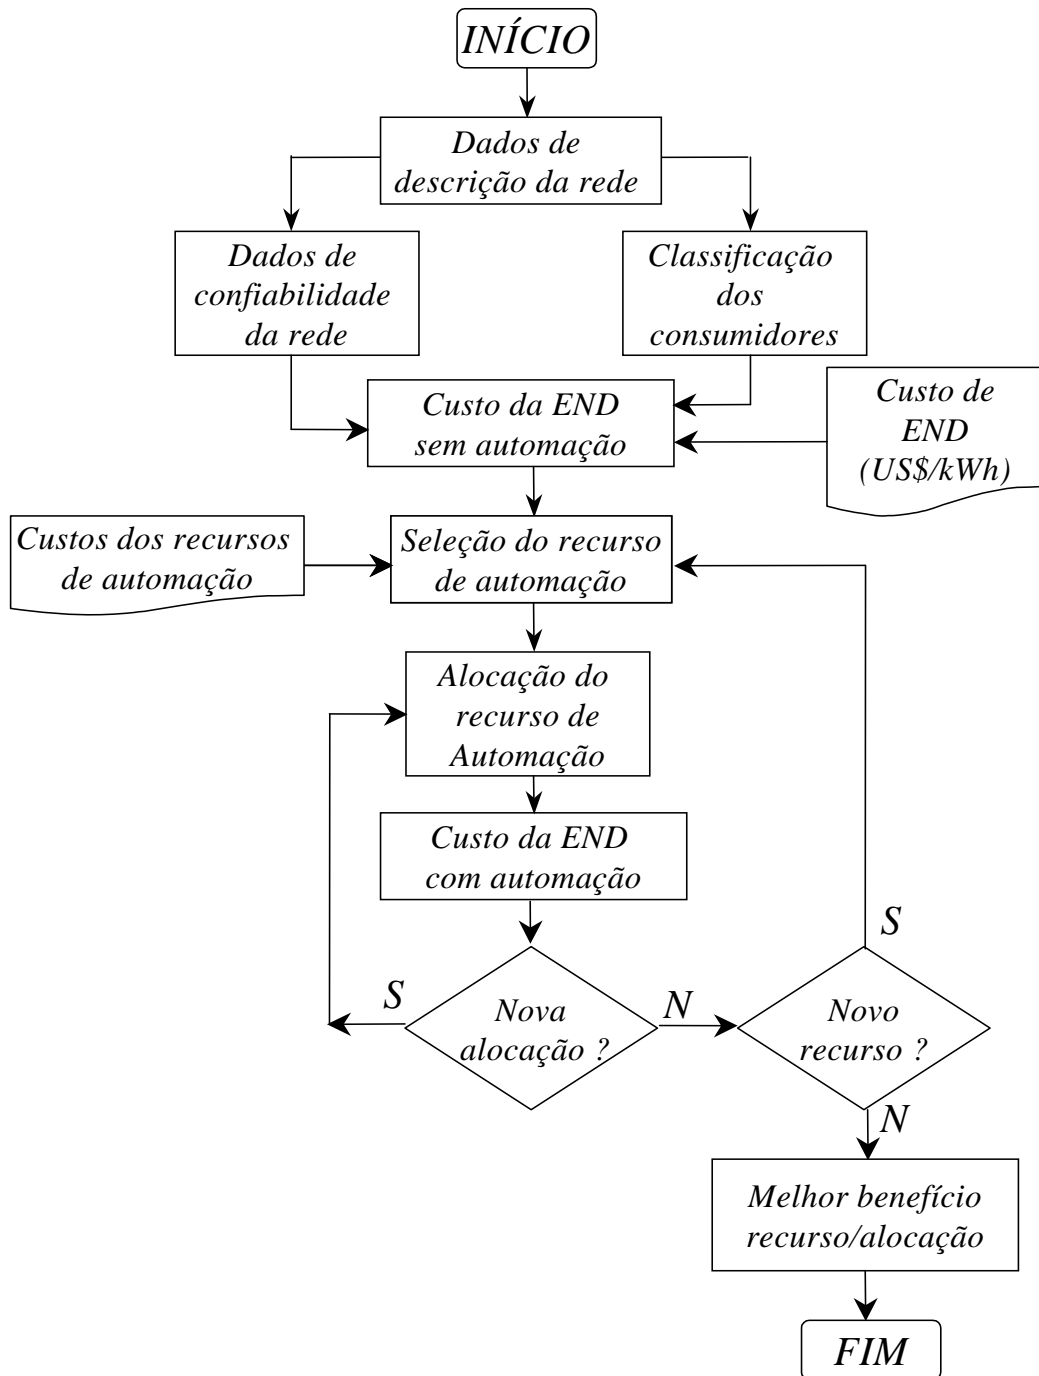 INÍCIO
Dados de
descrição da rede
Dados de
confiabilidade
da rede
Classificação
dos
consumidores
Custo da END
sem automação
Custo de
END
(US$/kWh)
Custos dos recursos
de automação
Seleção do recurso
de automação
Alocação do
recurso de
Automação
Custo da END
com automação
S
Nova
alocação ?
N
S
Novo
recurso ?
N
Melhor benefício
recurso/alocação
FIM